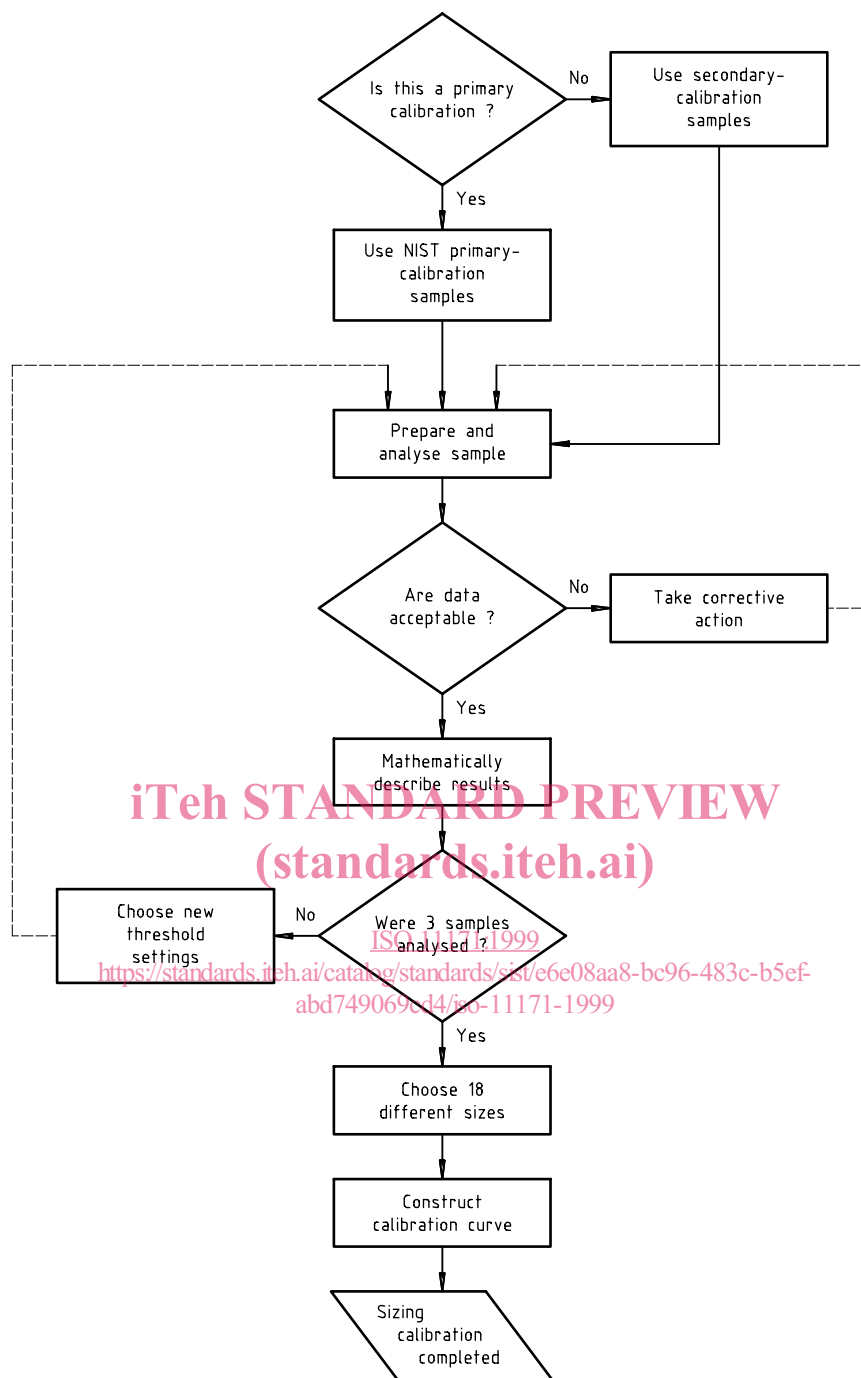 Is this a primary
calibration ?
No
Use secondary-
calibration
samples
Yes
Use NIST primary-
calibration
samples
Prepare and
analyse sample
Are data
acceptable ?
No
Take corrective
action
Yes
Mathematically
describe results
iTeh STANDARD PREVIEW
(standards.iteh.ai)
Choose new
threshold
settings
No
Were 3 samples
analysed ?
ISO 11171:1999
https://standards.iteh.ai/catalog/standards/sist/e6e08aa8-bc96-483c-b5ef-
abd749069cd4/iso-11171-1999
Yes
Choose 18
different sizes
Construct
calibration curve
Sizing
calibration
completed